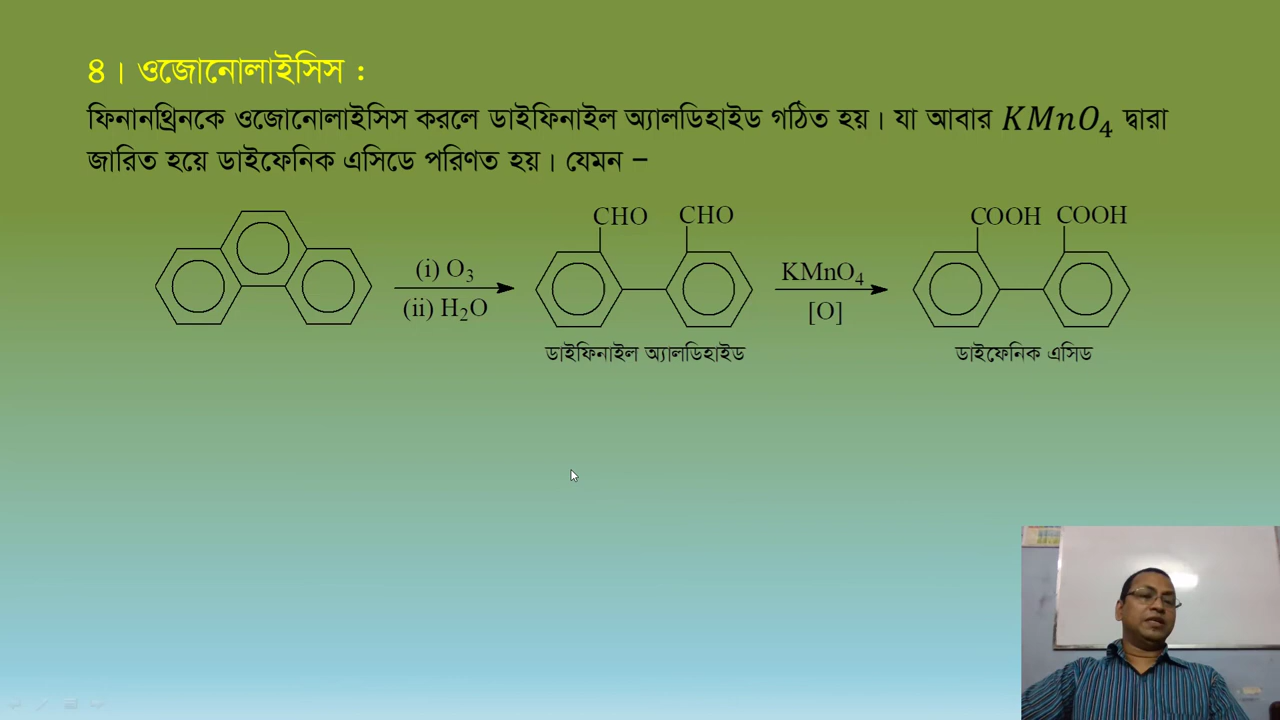 ৪। ওজোনোলাইসিস :
ফিনানথ্রিনকে ওজোনোলাইসিস করলে ডাইফিনাইল অ্যালডিহাইড গঠিত হয়। যা আবার KMnO₄ দ্বারা
জারিত হয়ে ডাইফেনিক এসিডে পরিণত হয়। যেমন –
CHO CHO COOH COOH
(i) O₃ KMnO₄
(ii) H₂O [O]
ডাইফিনাইল অ্যালডিহাইড ডাইফেনিক এসিড